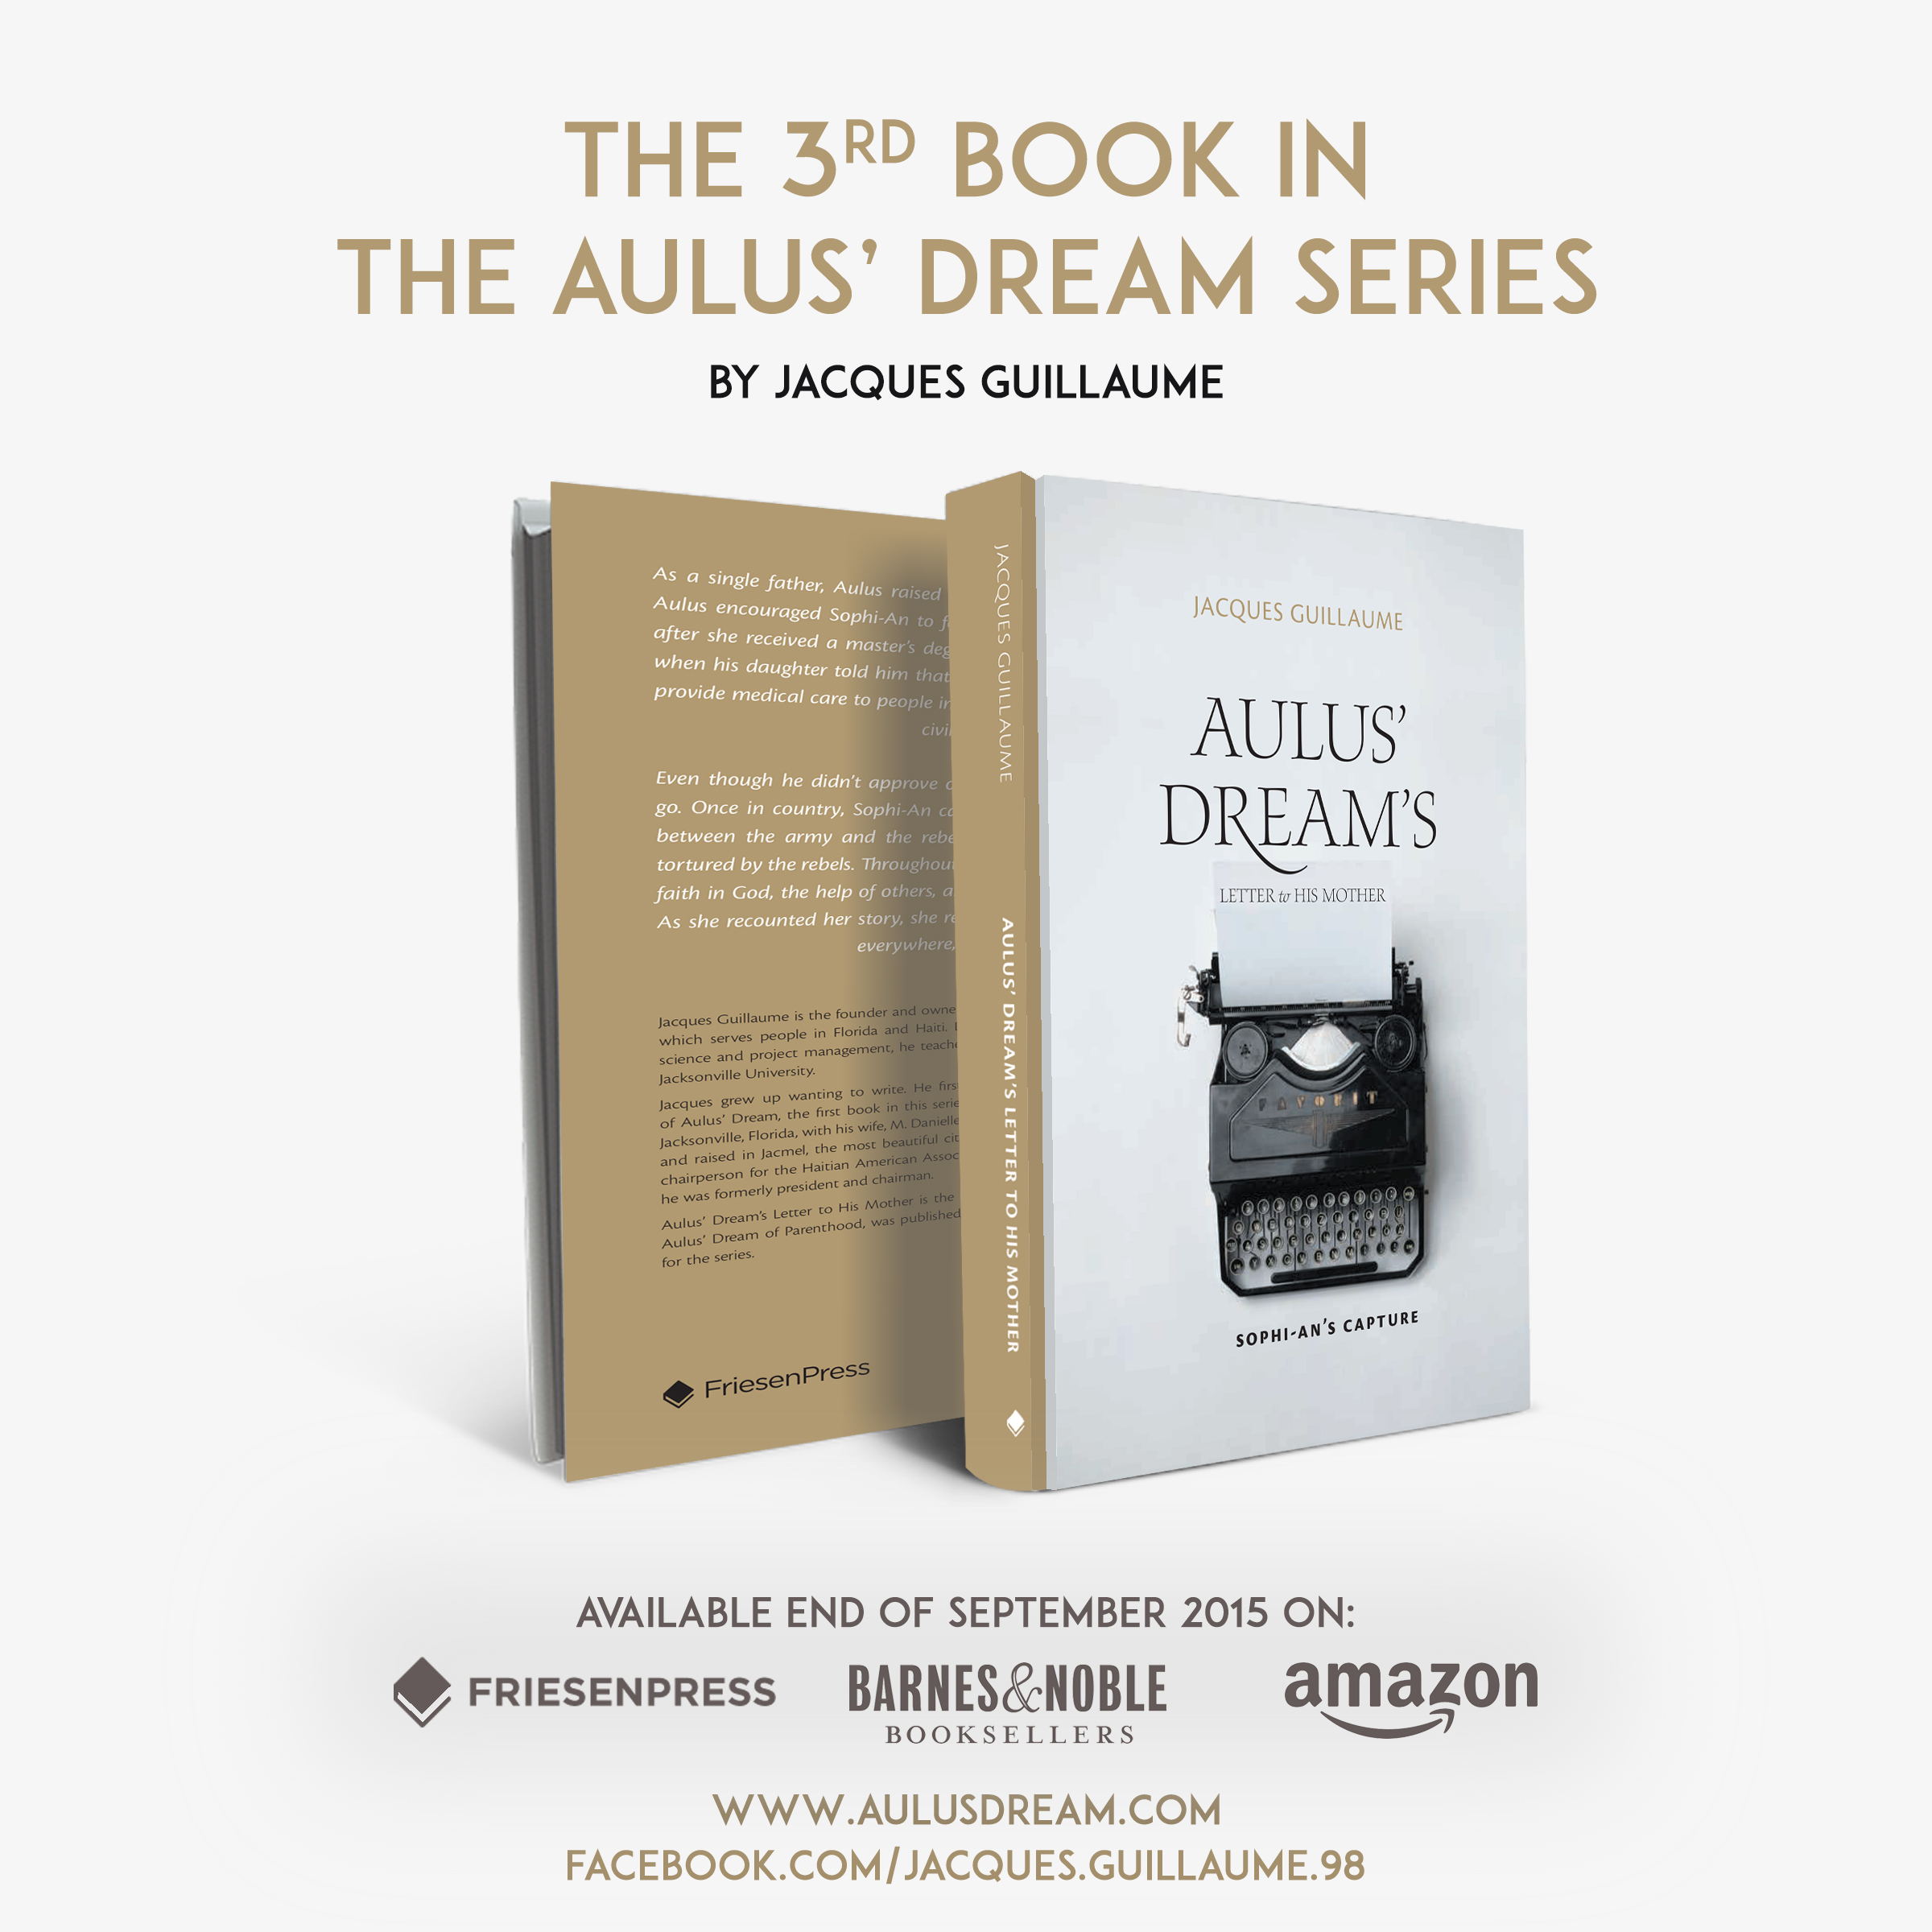 THE 3RD BOOK IN
THE AULUS’ DREAM SERIES
BY JACQUES GUILLAUME
As a single father, Aulus raised
Aulus encouraged Sophi-An to
after she received a master’s
when his daughter told him that
provide medical care to people
Even though he didn’t approve
go. Once in country, Sophi-An
between the army and the
tortured by the rebels. Throughout
faith in God, the help of others,
As she recounted her story, she
everywhere,
Jacques Guillaume is the founder and
which serves people in Florida and Haiti.
science and project management, he
Jacksonville University.
Jacques grew up wanting to write. He
of Aulus’ Dream, the first book in this
Jacksonville, Florida, with his wife, M. Danielle
and raised in Jacmel, the most beautiful
chairperson for the Haitian American
he was formerly president and chairman.
Aulus’ Dream’s Letter to His Mother is the
Aulus’ Dream of Parenthood, was published
for the series.
FriesenPress
JACQUES GUILLAUME
AULUS’ DREAM’S LETTER TO HIS MOTHER
JACQUES GUILLAUME
AULUS’
DREAM’S
LETTER to HIS MOTHER
FAVORIT
SOPHI-AN’S CAPTURE
AVAILABLE END OF SEPTEMBER 2015 ON:
FRIESENPRESS
BARNES&NOBLE
BOOKSELLERS
amazon
WWW.AULUSDREAM.COM
FACEBOOK.COM/JACQUES.GUILLAUME.98